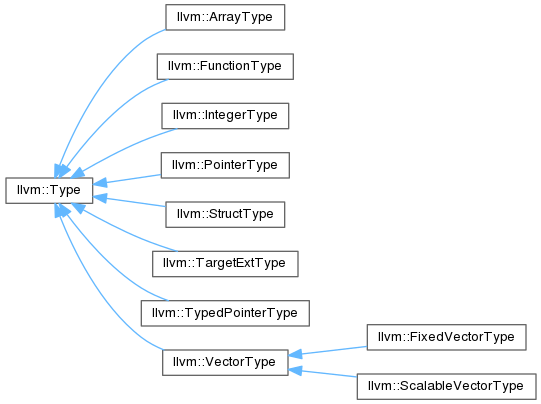 llvm::ArrayType
llvm::FunctionType
llvm::IntegerType
llvm::PointerType
llvm::Type
llvm::StructType
llvm::TargetExtType
llvm::TypedPointerType
llvm::FixedVectorType
llvm::VectorType
llvm::ScalableVectorType